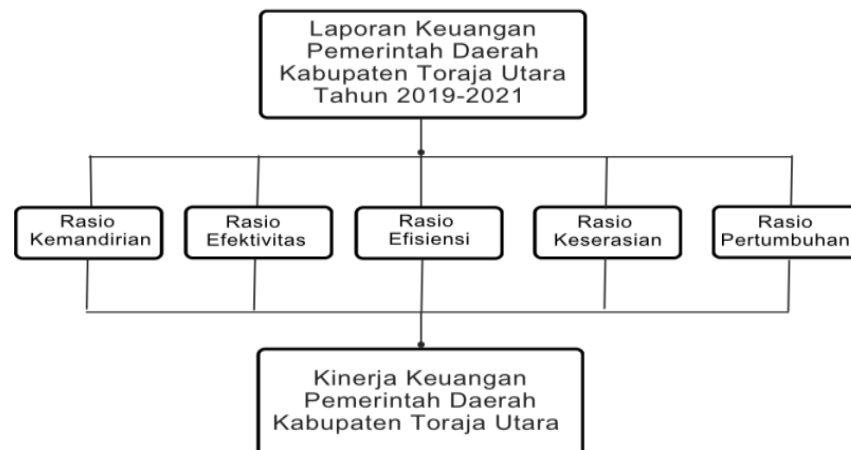 Laporan Keuangan
Pemerintah Daerah
Kabupaten Toraja Utara
Tahun 2019-2021
Rasio
Kemandirian
Rasio
Efektivitas
Rasio
Efisiensi
Rasio
Keserasian
Rasio
Pertumbuhan
Kinerja Keuangan
Pemerintah Daerah
Kabupaten Toraja Utara